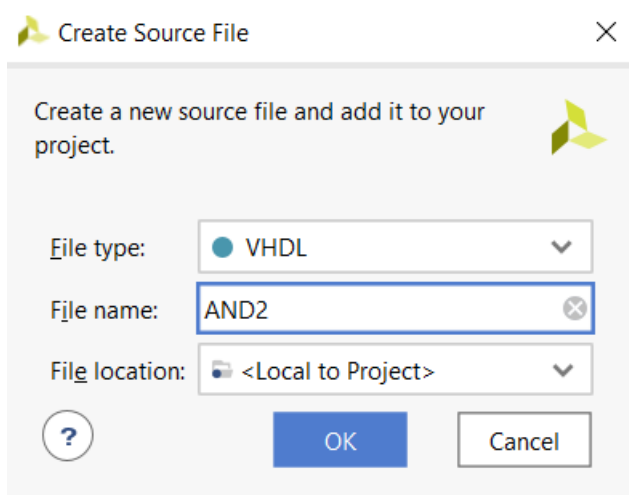 Create Source File
Create a new source file and add it to your
project.
File type: VHDL
File name: AND2
File location: <Local to Project>
? OK Cancel